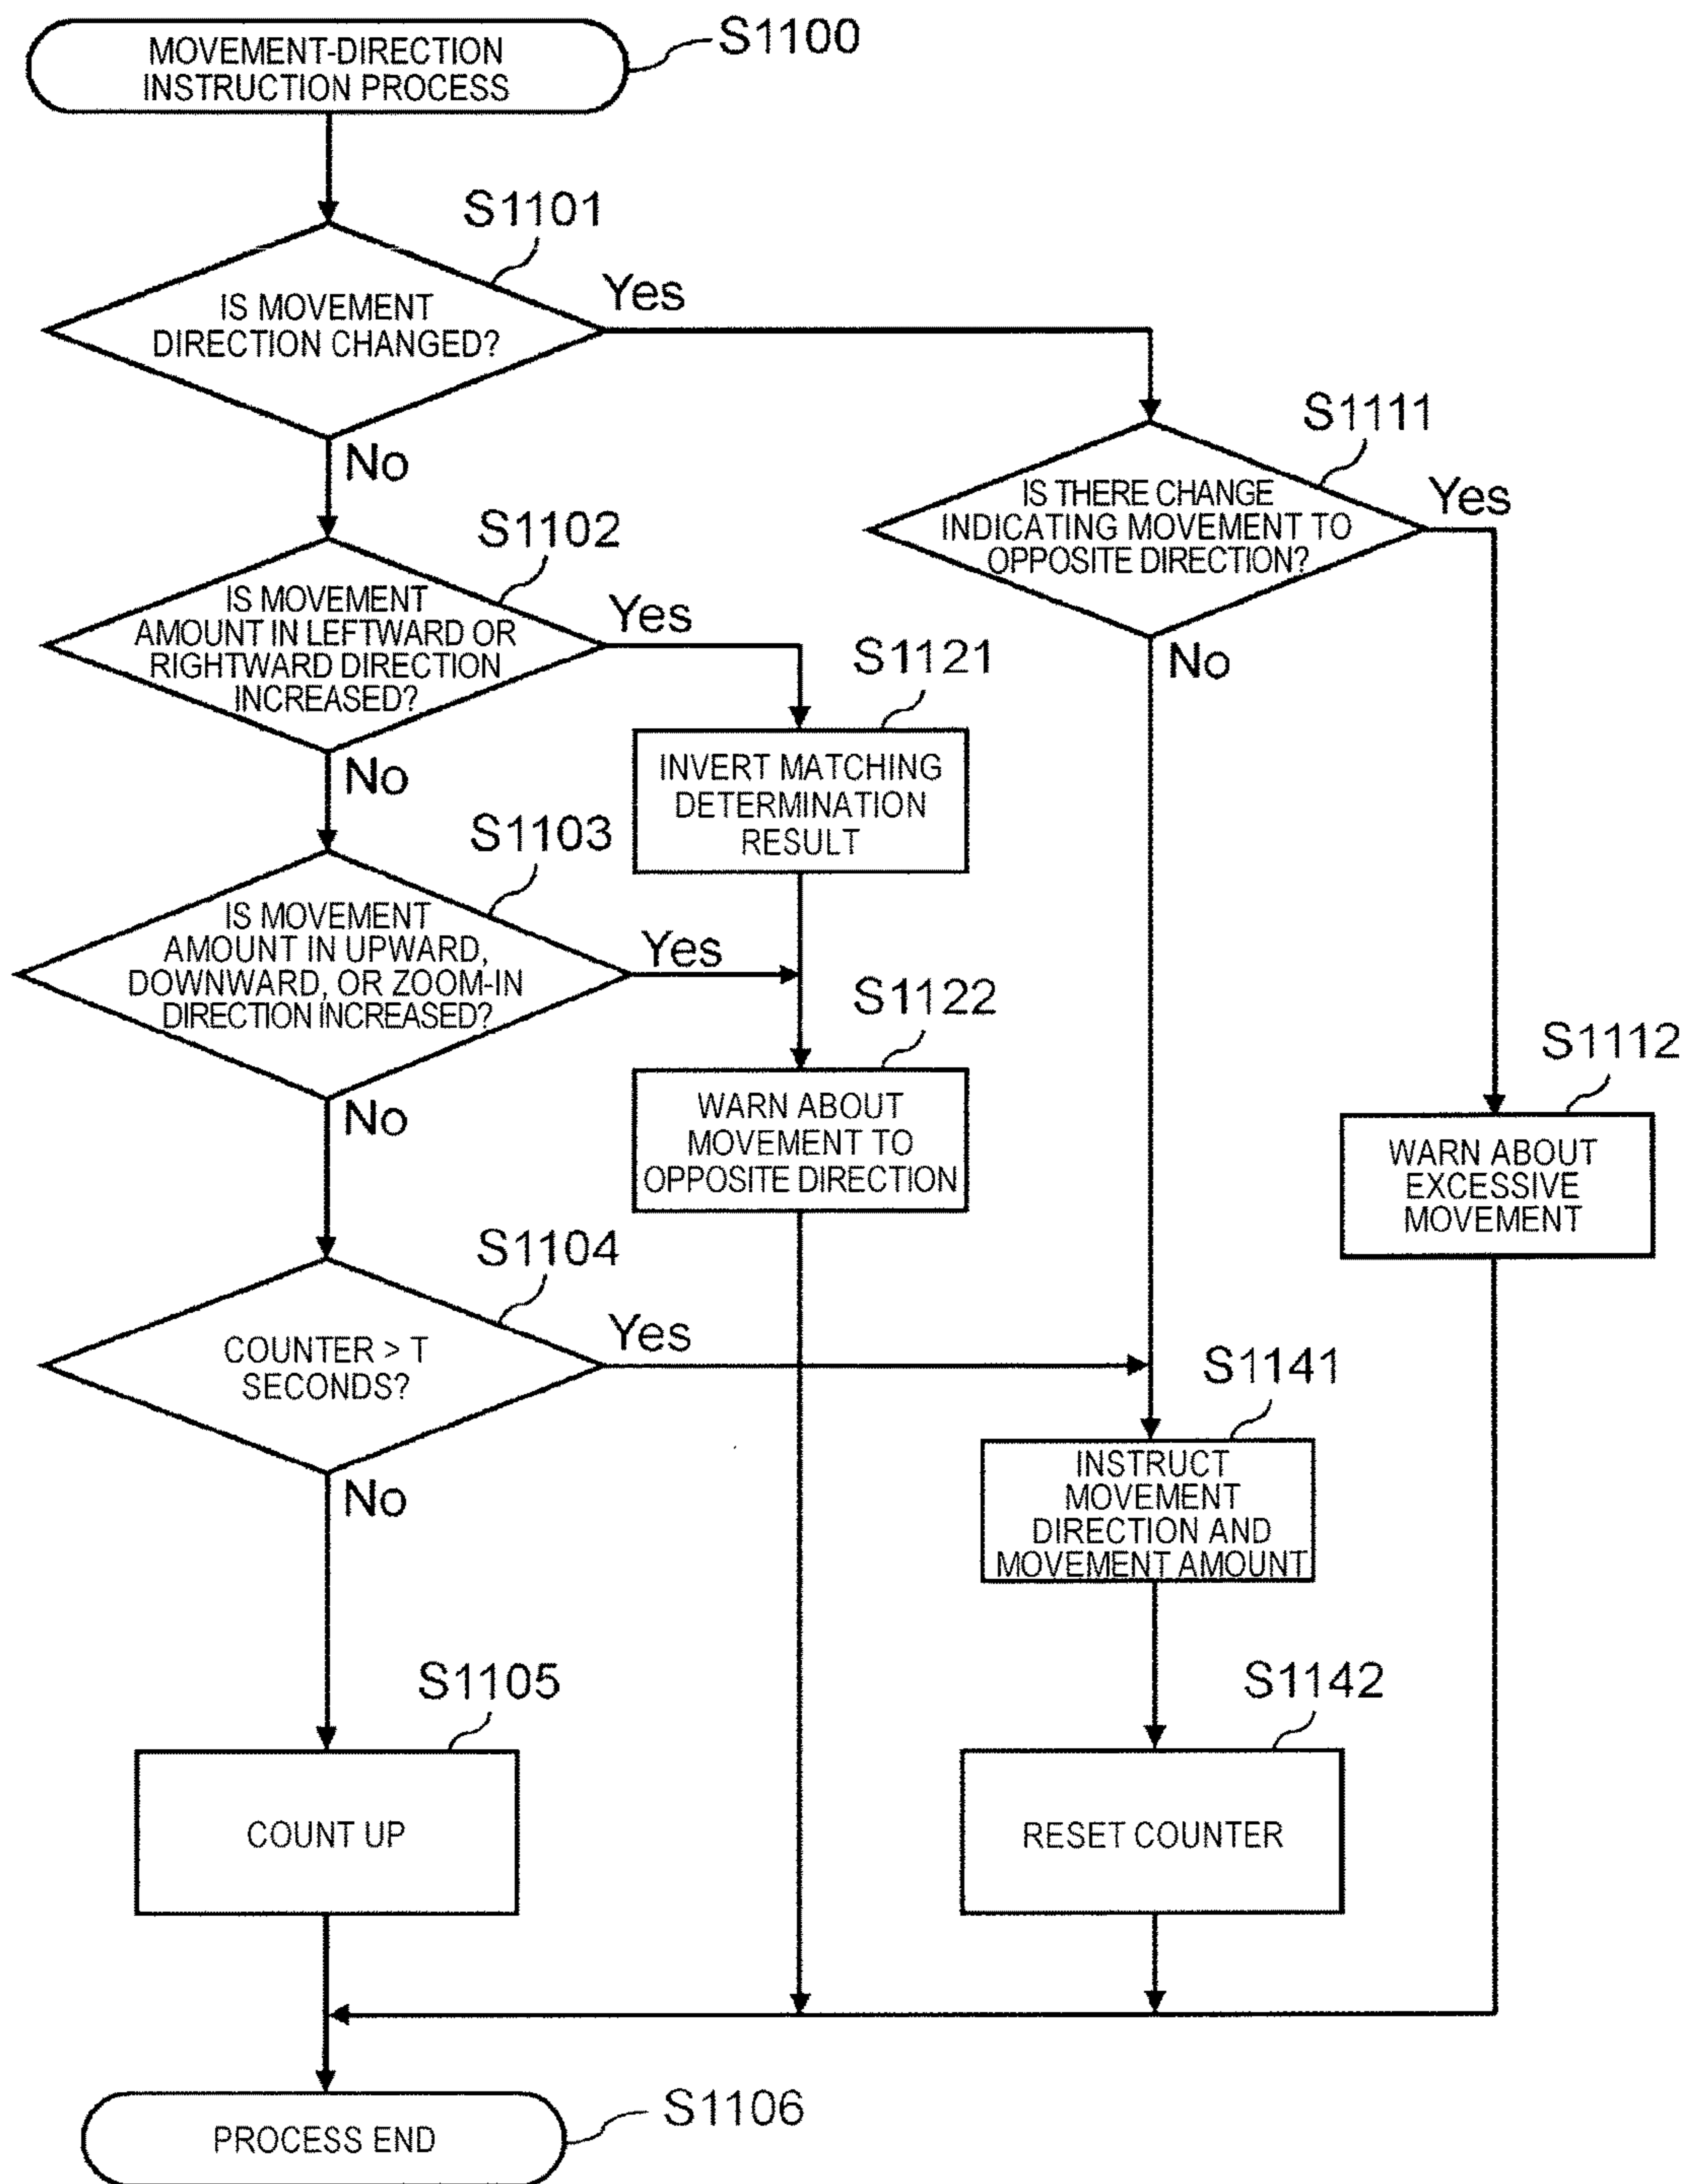 MOVEMENT-DIRECTION
INSTRUCTION PROCESS
S1100
S1101
IS MOVEMENT
DIRECTION CHANGED?
Yes
No
S1111
IS THERE CHANGE
INDICATING MOVEMENT TO
OPPOSITE DIRECTION?
Yes
No
S1102
IS MOVEMENT
AMOUNT IN LEFTWARD OR
RIGHTWARD DIRECTION
INCREASED?
Yes
No
S1121
INVERT MATCHING
DETERMINATION
RESULT
S1103
IS MOVEMENT
AMOUNT IN UPWARD,
DOWNWARD, OR ZOOM-IN
DIRECTION INCREASED?
Yes
No
S1122
WARN ABOUT
MOVEMENT TO
OPPOSITE DIRECTION
S1112
WARN ABOUT
EXCESSIVE
MOVEMENT
S1104
COUNTER > T
SECONDS?
Yes
No
S1141
INSTRUCT
MOVEMENT
DIRECTION AND
MOVEMENT AMOUNT
S1105
COUNT UP
S1142
RESET COUNTER
S1106
PROCESS END